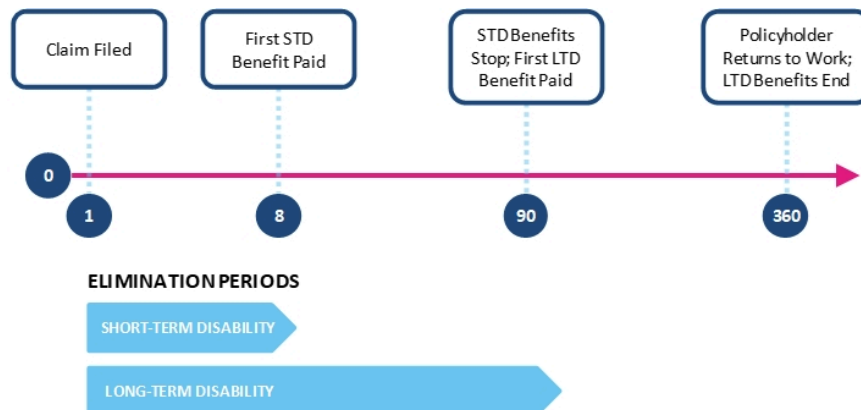 Claim Filed
First STD
Benefit Paid
STD Benefits
Stop; First LTD
Benefit Paid
Policyholder
Returns to Work;
LTD Benefits End
0
1
8
90
360
ELIMINATION PERIODS
SHORT-TERM DISABILITY
LONG-TERM DISABILITY